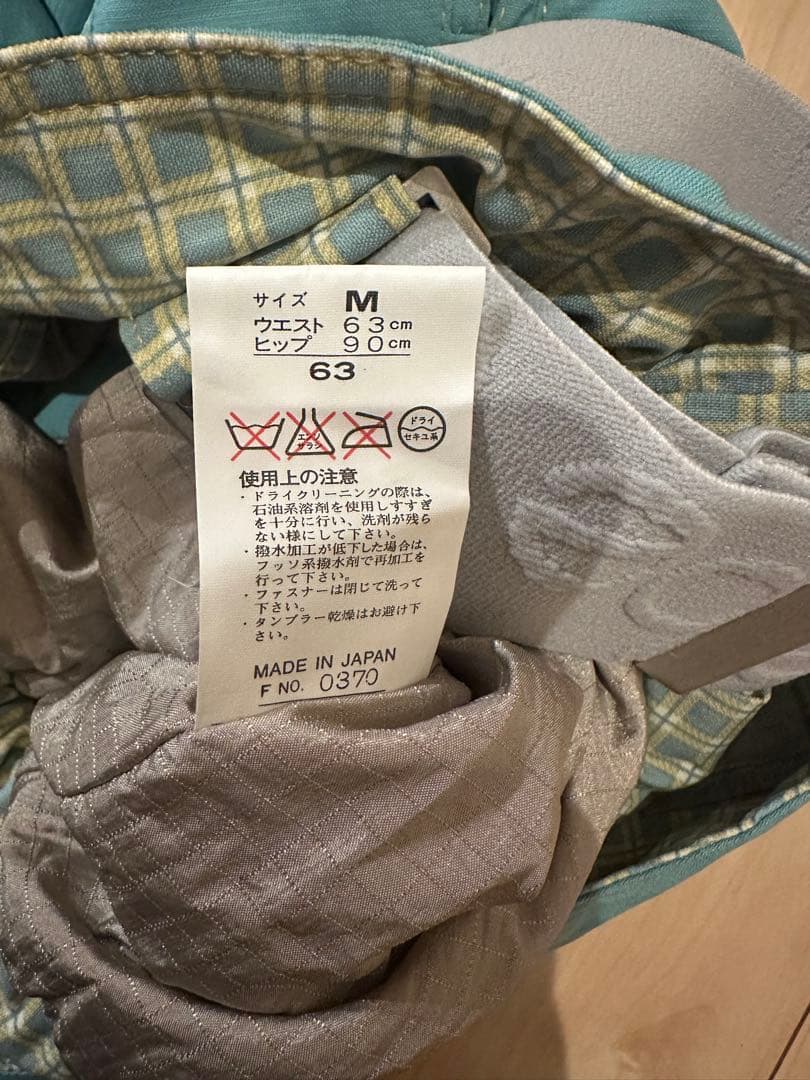 サイズ M
ウエスト 63cm
ヒップ 90cm
63
エンソ
サラシ
ドライ
セキユ系
使用上の注意
・ドライクリーニングの際は、
石油系溶剤を使用しすすぎ
を十分に行い、洗剤が残ら
ない様にして下さい。
・撥水加工が低下した場合は、
フッソ系撥水剤で再加工を
行って下さい。
・ファスナーは閉じて洗って
下さい。
・タンブラー乾燥はお避け下
さい。
MADE IN JAPAN
F NO. 0370